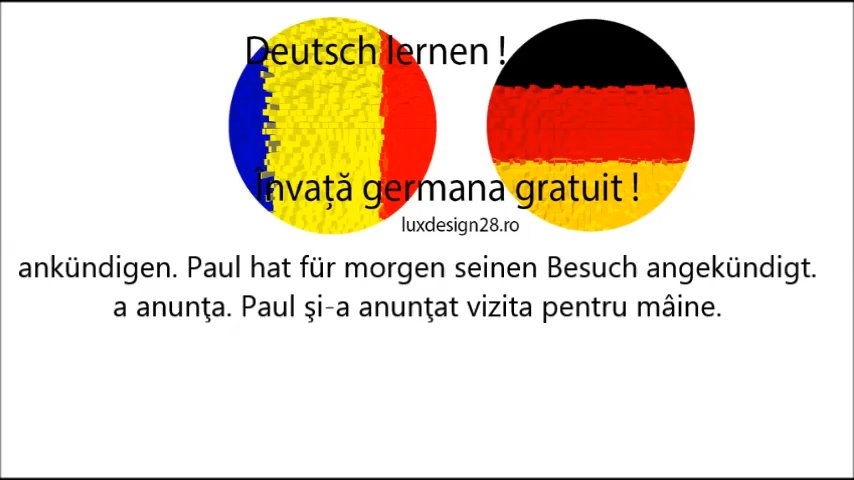 Deutsch lernen !
Învață germana gratuit !
luxdesign28.ro
ankündigen. Paul hat für morgen seinen Besuch angekündigt.
a anunţa. Paul şi-a anunţat vizita pentru mâine.